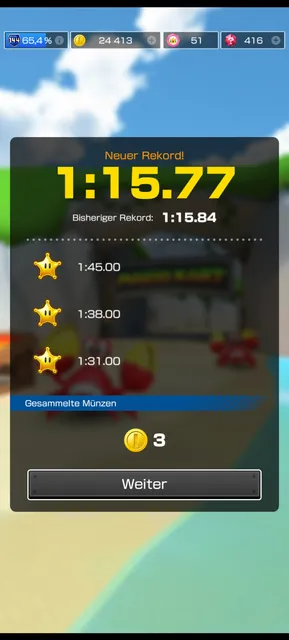 144 65,4 % 24 413 51 416
Neuer Rekord!
1:15.77
Bisheriger Rekord: 1:15.84
1:45.00
1:38.00
1:31.00
Gesammelte Münzen
3
Weiter